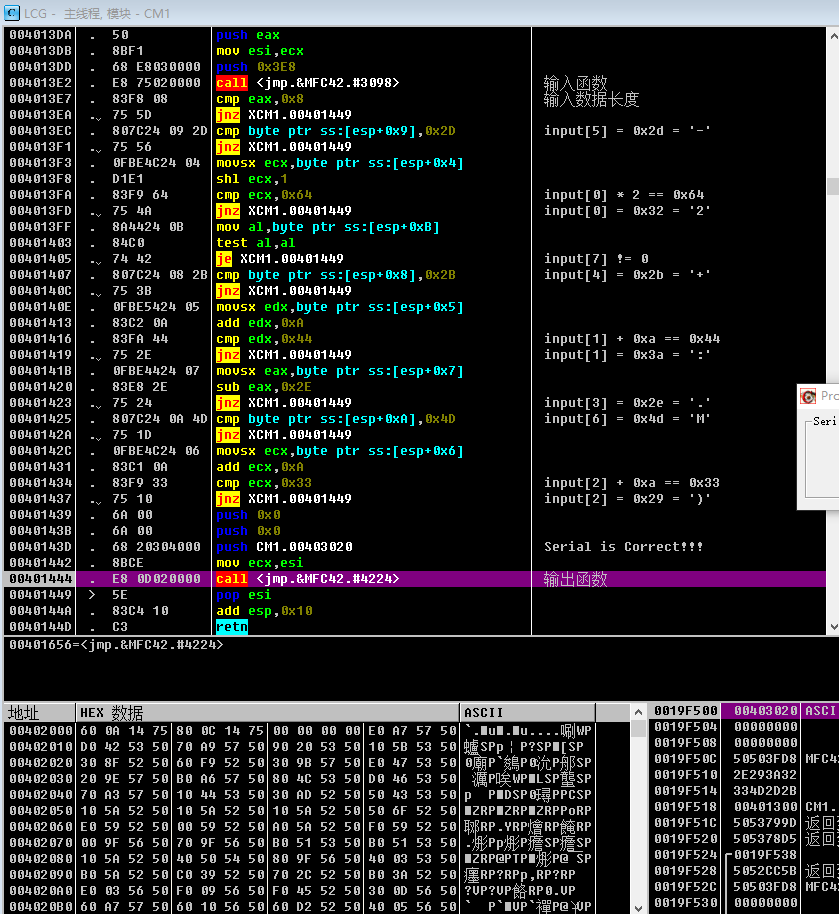 C LCG - 主线程, 模块 - CM1
004013DA . 50 push eax
004013DB . 8BF1 mov esi,ecx
004013DD . 68 E8030000 push 0x3E8
004013E2 . E8 75020000 call <jmp.&MFC42.#3098> 输入函数
004013E7 . 83F8 08 cmp eax,0x8 输入数据长度
004013EA .⌄ 75 5D jnz XCM1.00401449
004013EC . 807C24 09 2D cmp byte ptr ss:[esp+0x9],0x2D input[5] = 0x2d = '-'
004013F1 .⌄ 75 56 jnz XCM1.00401449
004013F3 . 0FBE4C24 04 movsx ecx,byte ptr ss:[esp+0x4]
004013F8 . D1E1 shl ecx,1
004013FA . 83F9 64 cmp ecx,0x64 input[0] * 2 == 0x64
004013FD .⌄ 75 4A jnz XCM1.00401449 input[0] = 0x32 = '2'
004013FF . 8A4424 0B mov al,byte ptr ss:[esp+0xB]
00401403 . 84C0 test al,al
00401405 .⌄ 74 42 je XCM1.00401449 input[7] != 0
00401407 . 807C24 08 2B cmp byte ptr ss:[esp+0x8],0x2B input[4] = 0x2b = '+'
0040140C .⌄ 75 3B jnz XCM1.00401449
0040140E . 0FBE5424 05 movsx edx,byte ptr ss:[esp+0x5]
00401413 . 83C2 0A add edx,0xA
00401416 . 83FA 44 cmp edx,0x44 input[1] + 0xa == 0x44
00401419 .⌄ 75 2E jnz XCM1.00401449 input[1] = 0x3a = ':'
0040141B . 0FBE4424 07 movsx eax,byte ptr ss:[esp+0x7]
00401420 . 83E8 2E sub eax,0x2E
00401423 .⌄ 75 24 jnz XCM1.00401449 input[3] = 0x2e = '.'
00401425 . 807C24 0A 4D cmp byte ptr ss:[esp+0xA],0x4D input[6] = 0x4d = 'M'
0040142A .⌄ 75 1D jnz XCM1.00401449
0040142C . 0FBE4C24 06 movsx ecx,byte ptr ss:[esp+0x6]
00401431 . 83C1 0A add ecx,0xA
00401434 . 83F9 33 cmp ecx,0x33 input[2] + 0xa == 0x33
00401437 .⌄ 75 10 jnz XCM1.00401449 input[2] = 0x29 = ')'
00401439 . 6A 00 push 0x0
0040143B . 6A 00 push 0x0
0040143D . 68 20304000 push CM1.00403020 Serial is Correct!!!
00401442 . 8BCE mov ecx,esi
00401444 . E8 0D020000 call <jmp.&MFC42.#4224> 输出函数
00401449 > 5E pop esi
0040144A . 83C4 10 add esp,0x10
0040144D . C3 retn
Pro
Seri
00401656=<jmp.&MFC42.#4224>
地址 HEX 数据 ASCII
00402000 60 0A 14 75 80 0C 14 75 00 00 00 00 E0 A7 57 50
00402010 D0 42 53 50 70 A9 57 50 90 20 53 50 10 5B 53 50
00402020 30 8F 52 50 60 F9 52 50 30 9B 57 50 E0 47 53 50
00402030 20 9E 57 50 B0 A6 57 50 80 4C 53 50 D0 46 53 50
00402040 70 A3 57 50 10 44 53 50 30 AD 52 50 50 43 53 50
00402050 10 5A 52 50 10 5A 52 50 10 5A 52 50 50 6F 52 50
00402060 E0 59 52 50 00 59 52 50 A0 5A 52 50 F0 59 52 50
00402070 00 9F 56 50 70 9F 56 50 B0 51 53 50 B0 51 53 50
00402080 10 5A 52 50 40 50 54 50 80 9F 56 50 40 03 53 50
00402090 B0 5A 52 50 C0 39 52 50 70 2C 52 50 B0 3A 52 50
004020A0 E0 03 56 50 F0 09 56 50 F0 45 52 50 30 0D 56 50
004020B0 60 A7 57 50 60 10 56 50 60 D2 52 50 40 05 56 50
0019F500 00403020 ASCI
0019F504 00000000
0019F508 00000000
0019F50C 50503FD8 MFC4
0019F510 2E293A32
0019F514 334D2D2B
0019F518 00401300 CM1.
0019F51C 5053799D 返回
0019F520 505378D5 返回
0019F524 0019F538
0019F528 5052CC5B 返回
0019F52C 50503FD8 MFC4
0019F530 00000000